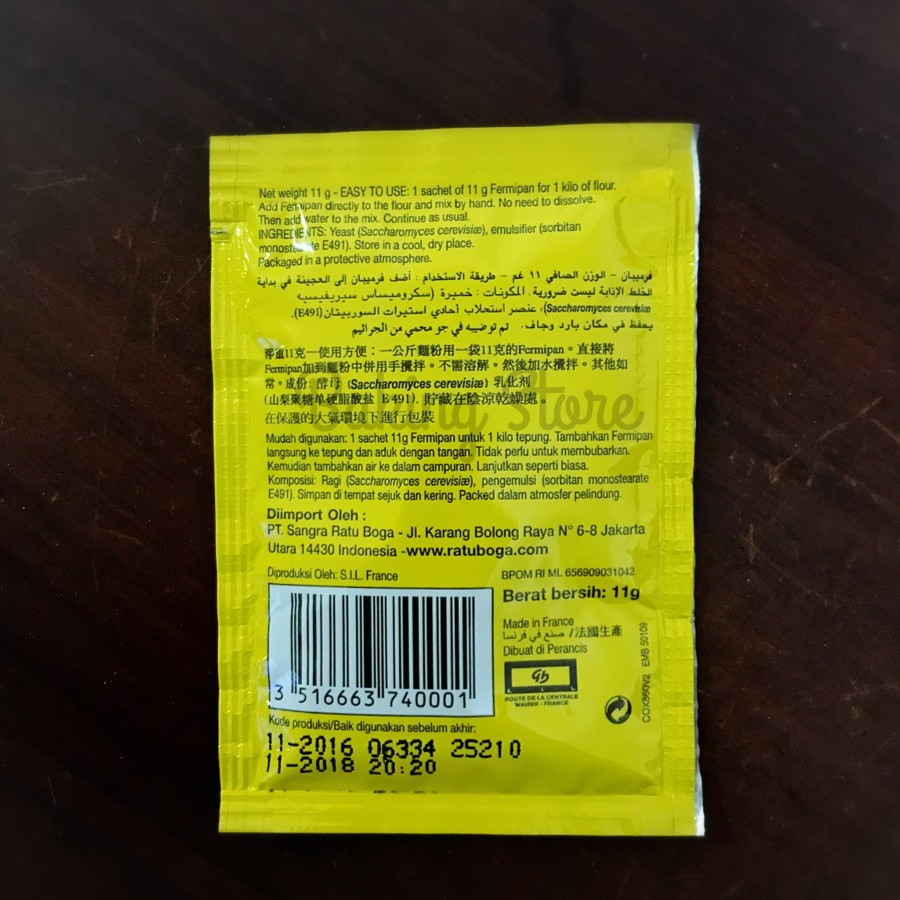 Net weight 11 g - EASY TO USE: 1 sachet of 11 g Fermipan for 1 kilo of flour.
Add Fermipan directly to the flour and mix by hand. No need to dissolve.
Then add water to the mix. Continue as usual.
INGREDIENTS: Yeast (Saccharomyces cerevisiæ), emulsifier (sorbitan
E491). Store in a cool, dry place.
Packaged in a protective atmosphere.
فرميبان - الوزن الصافي ١١ غم - طريقة الاستخدام : أضف فرميبان إلى العجينة في بداية
الخلط الإذابة ليست ضرورية. المكونات : خميرة (سكروميساس سيريفيسيه
Saccharomyces cerevisiæ)، عنصر استحلاب أحادي استيرات السوربيتان (E491).
يحفظ في مكان بارد وجاف. تم توضيبه في جو محمي من الجراثيم
淨重11克一使用方便：一公斤麵粉用一袋11克的Fermipan。直接將
Fermipan加到麵粉中併用手攪拌。不需溶解。然後加水攪拌。其他如
常。成份: 酵母 (Saccharomyces cerevisiæ) 乳化剂
(山梨聚糖单硬脂酸盐 E491). 貯藏在陰涼乾燥處。
在保護的大氣環境下進行包裝
Baking Store
Mudah digunakan: 1 sachet 11g Fermipan untuk 1 kilo tepung. Tambahkan Fermipan
langsung ke tepung dan aduk dengan tangan. Tidak perlu untuk membubarkan.
Kemudian tambahkan air ke dalam campuran. Lanjutkan seperti biasa.
Komposisi: Ragi (Saccharomyces cerevisiæ), pengemulsi (sorbitan monostearate
E491). Simpan di tempat sejuk dan kering. Packed dalam atmosfer pelindung.
Diimport Oleh :
PT. Sangra Ratu Boga - Jl. Karang Bolong Raya N° 6-8 Jakarta
Utara 14430 Indonesia -www.ratuboga.com
Diproduksi Oleh: S.I.L. France
BPOM RI ML 656909031042
Berat bersih: 11g
Made in France
صنع في فرنسا / 法國生產
Dibuat di Perancis
gb
ROUTE DE LA CENTRALE
WAVRIN - FRANCE
COX860N2 EMB 50109
3 516663 740001
Kode produksi/Baik digunakan sebelum akhir:
11-2016 06334 25210
11-2018 20:20